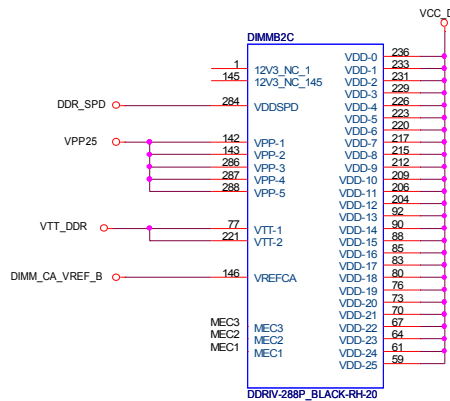 VCC_D
DIMMB2C
1 12V3_NC_1 VDD-0 236
145 12V3_NC_145 VDD-1 233
VDD-2 231
VDD-3 229
DDR_SPD 284 VDDSPD VDD-4 226
VDD-5 223
VDD-6 220
VPP25 142 VPP-1 VDD-7 217
143 VPP-2 VDD-8 215
286 VPP-3 VDD-9 212
287 VPP-4 VDD-10 209
288 VPP-5 VDD-11 206
VDD-12 204
VDD-13 92
VTT_DDR 77 VTT-1 VDD-14 90
221 VTT-2 VDD-15 88
VDD-16 85
VDD-17 83
DIMM_CA_VREF_B 146 VREFCA VDD-18 80
VDD-19 76
VDD-20 73
VDD-21 70
MEC3 MEC3 VDD-22 67
MEC2 MEC2 VDD-23 64
MEC1 MEC1 VDD-24 61
VDD-25 59
DDRIV-288P_BLACK-RH-20